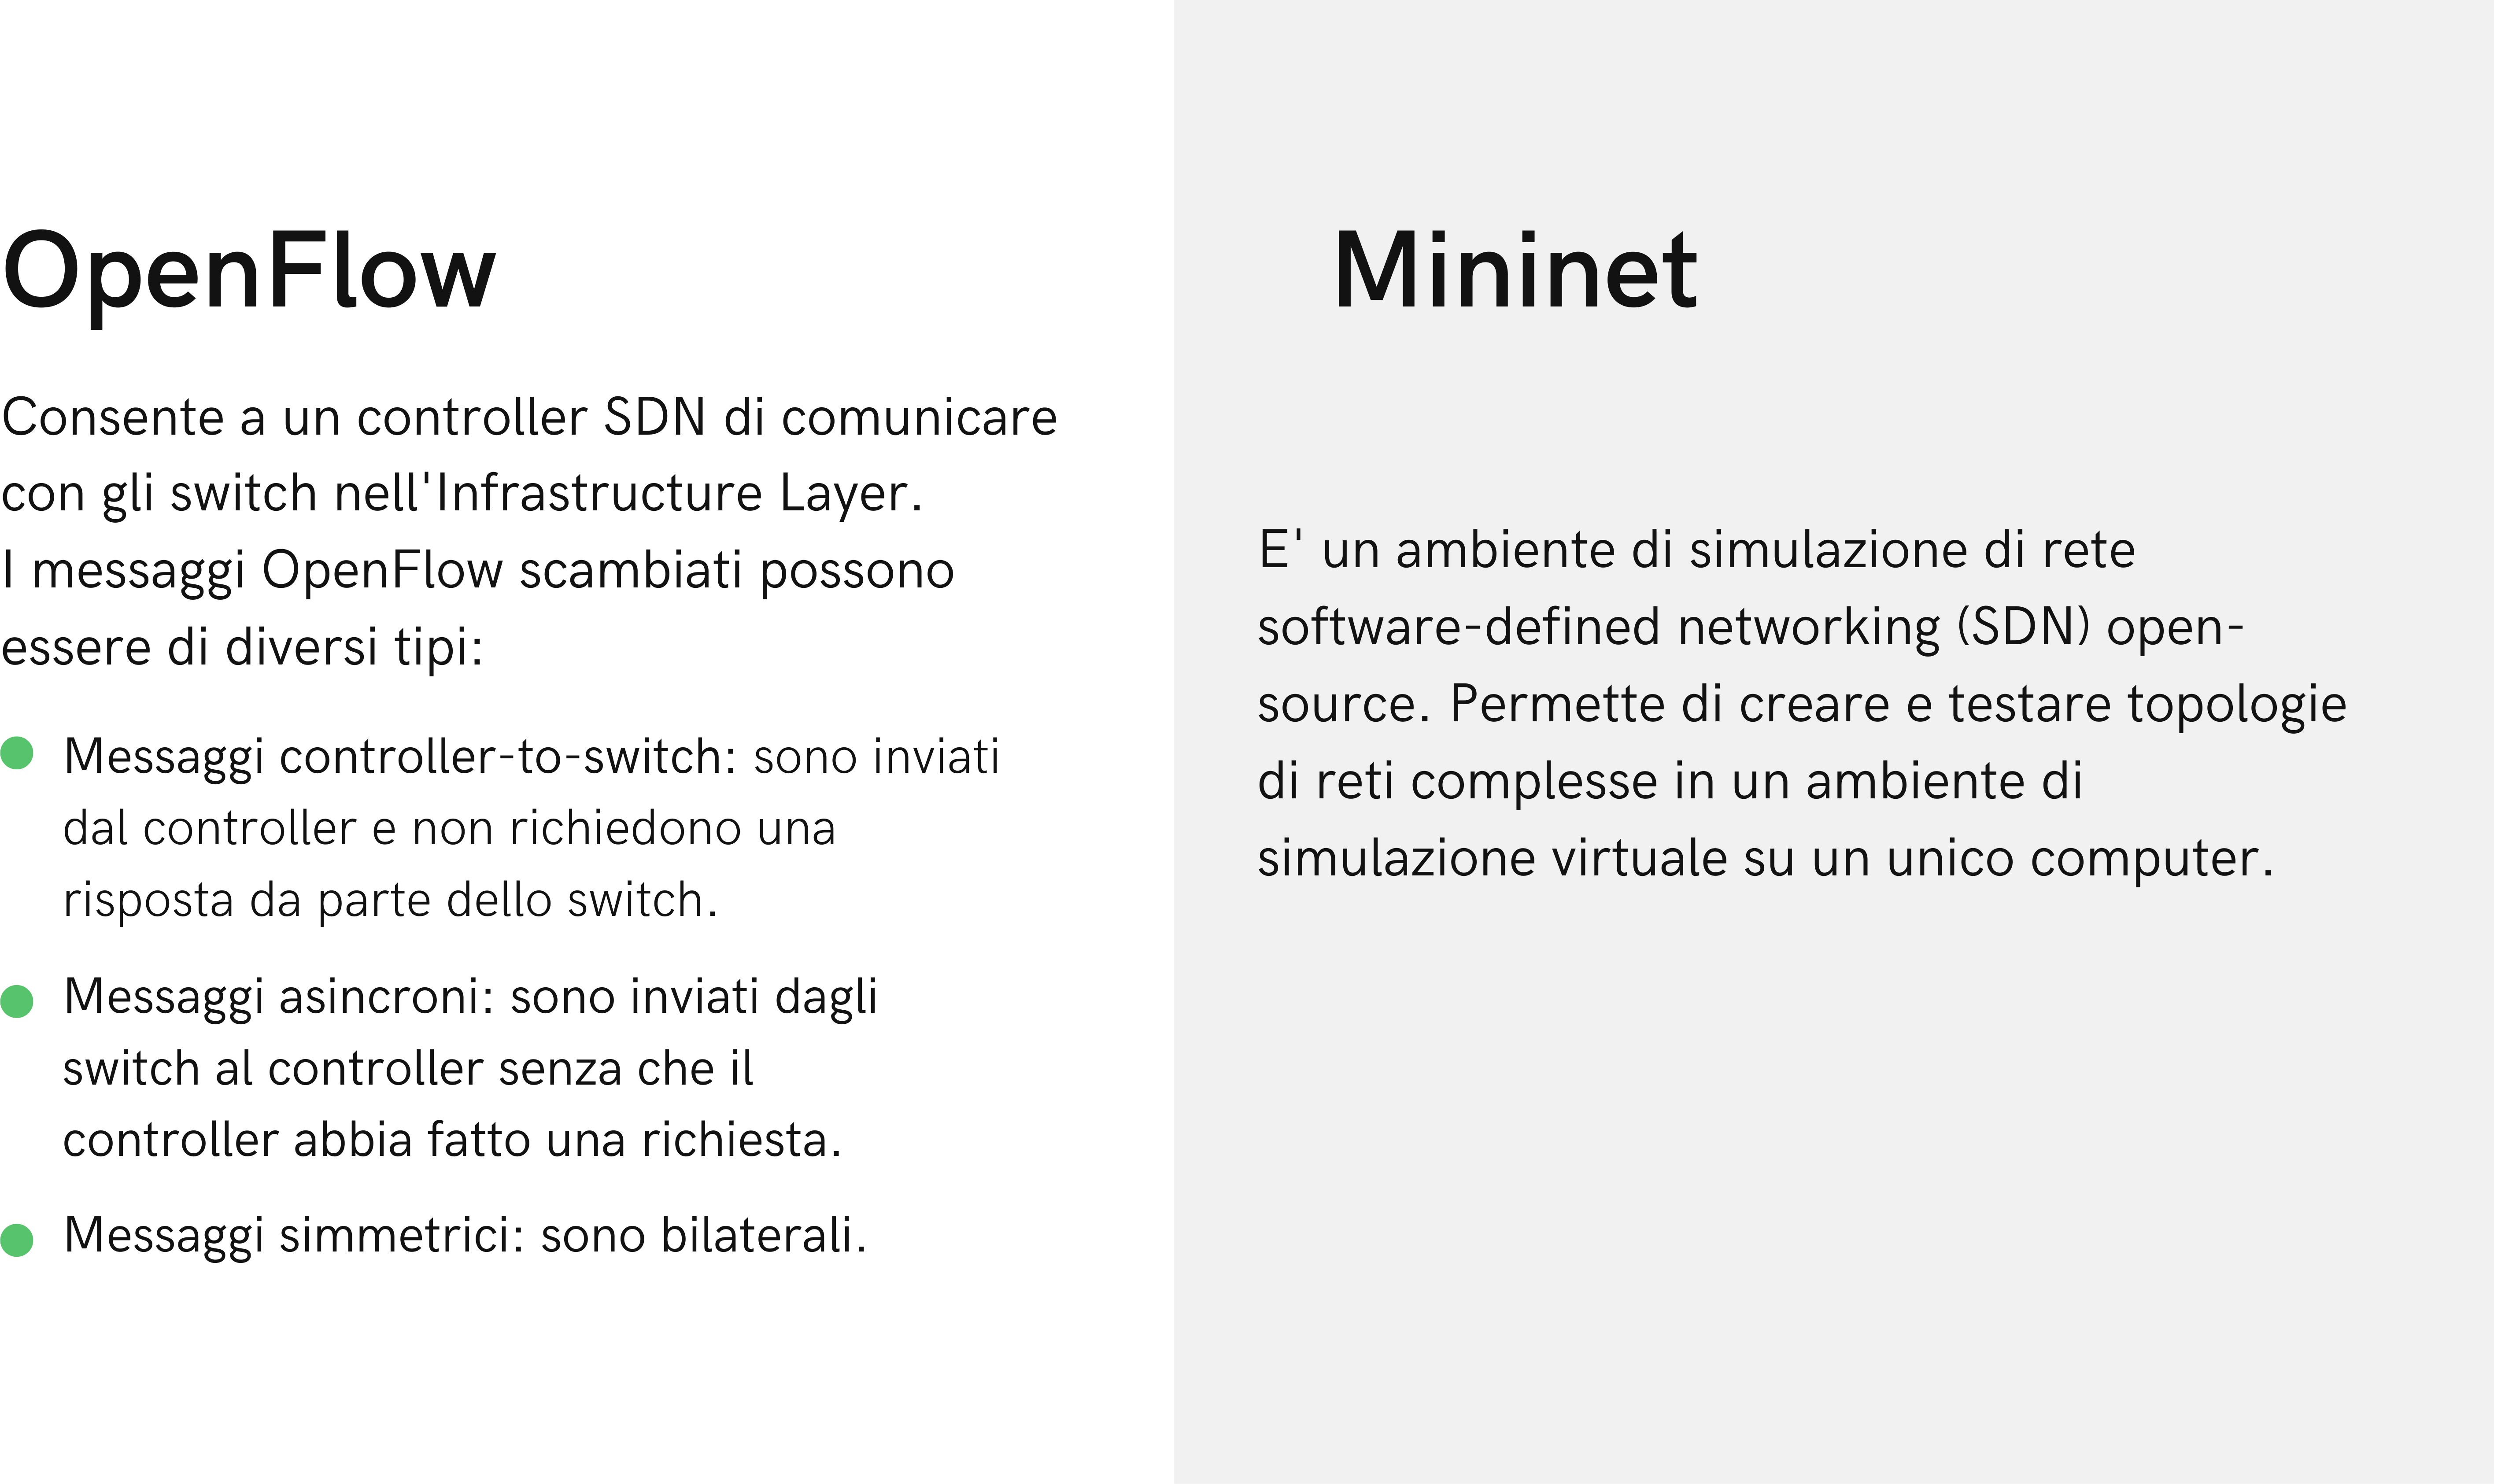 OpenFlow
Consente a un controller SDN di comunicare
con gli switch nell'Infrastructure Layer.
I messaggi OpenFlow scambiati possono
essere di diversi tipi:
Messaggi controller-to-switch: sono inviati
dal controller e non richiedono una
risposta da parte dello switch.
Messaggi asincroni: sono inviati dagli
switch al controller senza che il
controller abbia fatto una richiesta.
Messaggi simmetrici: sono bilaterali.
Mininet
E' un ambiente di simulazione di rete
software-defined networking (SDN) open-
source. Permette di creare e testare topologie
di reti complesse in un ambiente di
simulazione virtuale su un unico computer.